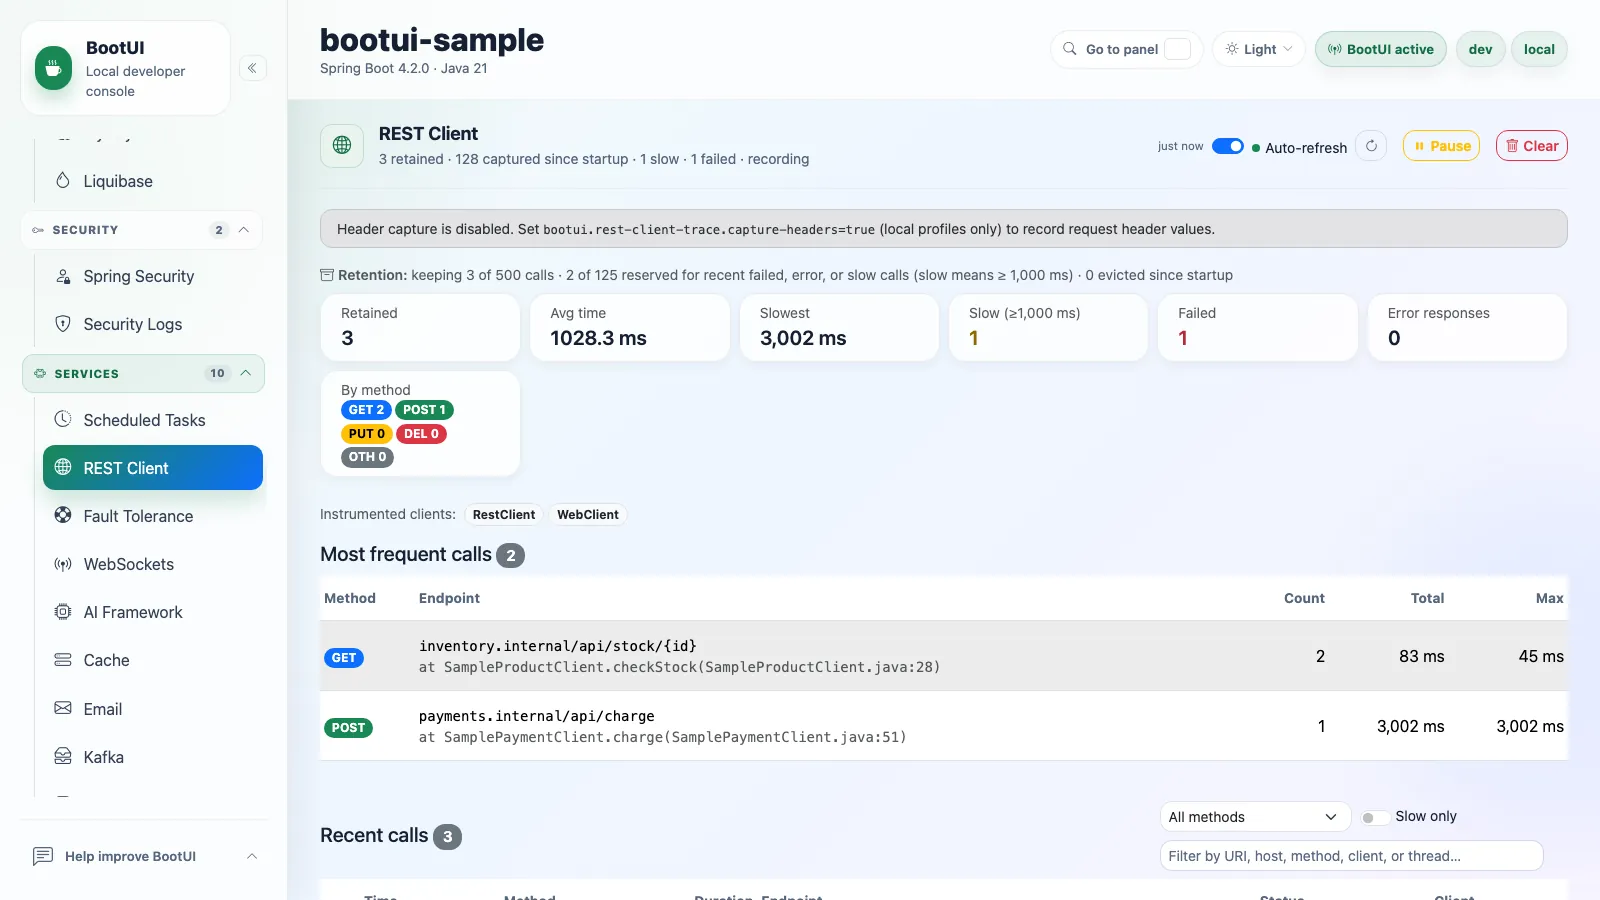 BootUI
Local developer
console
Liquibase
SECURITY 2
Spring Security
Security Logs
SERVICES 10
Scheduled Tasks
REST Client
Fault Tolerance
WebSockets
AI Framework
Cache
Email
Kafka
Help improve BootUI
bootui-sample
Spring Boot 4.2.0 · Java 21
Go to panel
Light
BootUI active
dev
local
REST Client
3 retained · 128 captured since startup · 1 slow · 1 failed · recording
just now
Auto-refresh
Pause
Clear
Header capture is disabled. Set bootui.rest-client-trace.capture-headers=true (local profiles only) to record request header values.
Retention: keeping 3 of 500 calls · 2 of 125 reserved for recent failed, error, or slow calls (slow means ≥ 1,000 ms) · 0 evicted since startup
Retained
3
Avg time
1028.3 ms
Slowest
3,002 ms
Slow (≥1,000 ms)
1
Failed
1
Error responses
0
By method
GET 2 POST 1
PUT 0 DEL 0
OTH 0
Instrumented clients: RestClient WebClient
Most frequent calls 2
Method Endpoint Count Total Max
GET inventory.internal/api/stock/{id} 2 83 ms 45 ms
at SampleProductClient.checkStock(SampleProductClient.java:28)
POST payments.internal/api/charge 1 3,002 ms 3,002 ms
at SamplePaymentClient.charge(SamplePaymentClient.java:51)
Recent calls 3
All methods
Slow only
Filter by URI, host, method, client, or thread...
Time Method Duration Endpoint Status Client